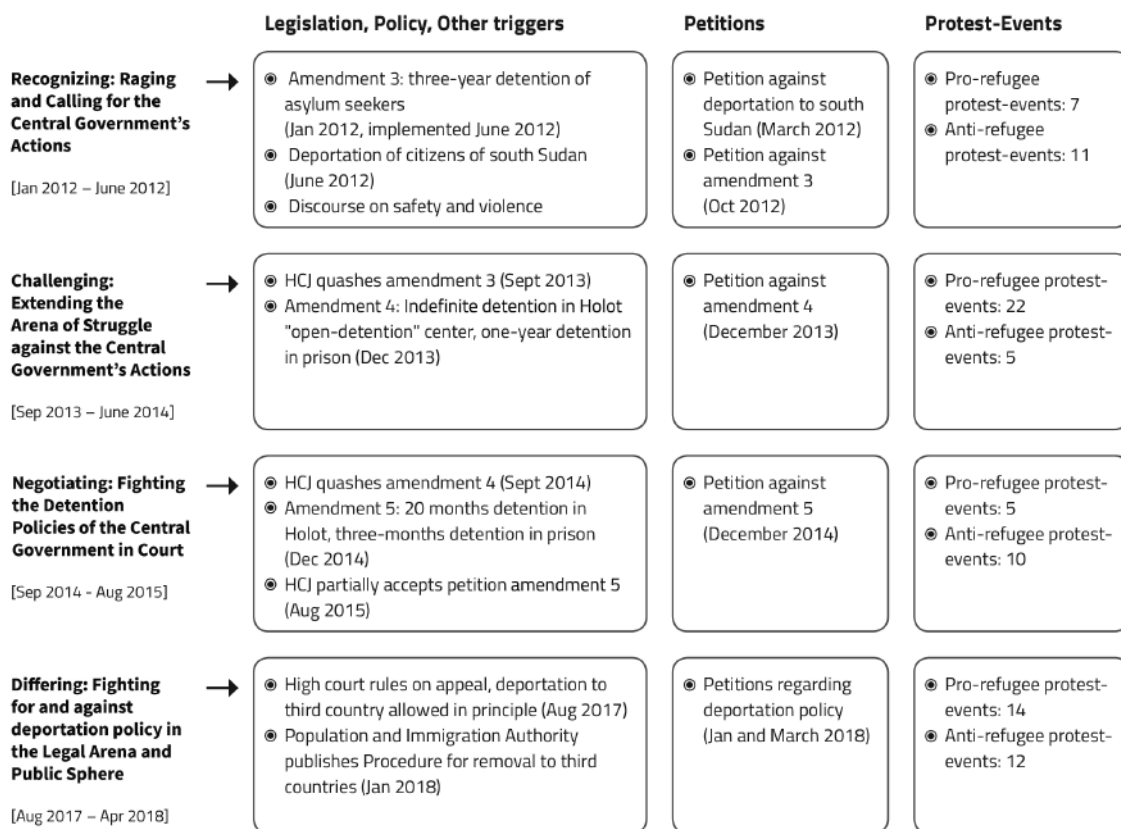 Legislation, Policy, Other triggers
Petitions
Protest-Events
Recognizing: Raging
and Calling for the
Central Government's
Actions
[Jan 2012 – June 2012]
Amendment 3: three-year detention of
asylum seekers
(Jan 2012, implemented June 2012)
Deportation of citizens of south Sudan
(June 2012)
Discourse on safety and violence
Petition against
deportation to south
Sudan (March 2012)
Petition against
amendment 3
(Oct 2012)
Pro-refugee
protest-events: 7
Anti-refugee
protest-events: 11
Challenging:
Extending the
Arena of Struggle
against the Central
Government's Actions
[Sep 2013 – June 2014]
HCJ quashes amendment 3 (Sept 2013)
Amendment 4: Indefinite detention in Holot
"open-detention" center, one-year detention
in prison (Dec 2013)
Petition against
amendment 4
(December 2013)
Pro-refugee protest-
events: 22
Anti-refugee protest-
events: 5
Negotiating: Fighting
the Detention
Policies of the Central
Government in Court
[Sep 2014 - Aug 2015]
HCJ quashes amendment 4 (Sept 2014)
Amendment 5: 20 months detention in
Holot, three-months detention in prison
(Dec 2014)
HCJ partially accepts petition amendment 5
(Aug 2015)
Petition against
amendment 5
(December 2014)
Pro-refugee protest-
events: 5
Anti-refugee protest-
events: 10
Differing: Fighting
for and against
deportation policy in
the Legal Arena and
Public Sphere
[Aug 2017 – Apr 2018]
High court rules on appeal, deportation to
third country allowed in principle (Aug 2017)
Population and Immigration Authority
publishes Procedure for removal to third
countries (Jan 2018)
Petitions regarding
deportation policy
(Jan and March 2018)
Pro-refugee protest-
events: 14
Anti-refugee protest-
events: 12